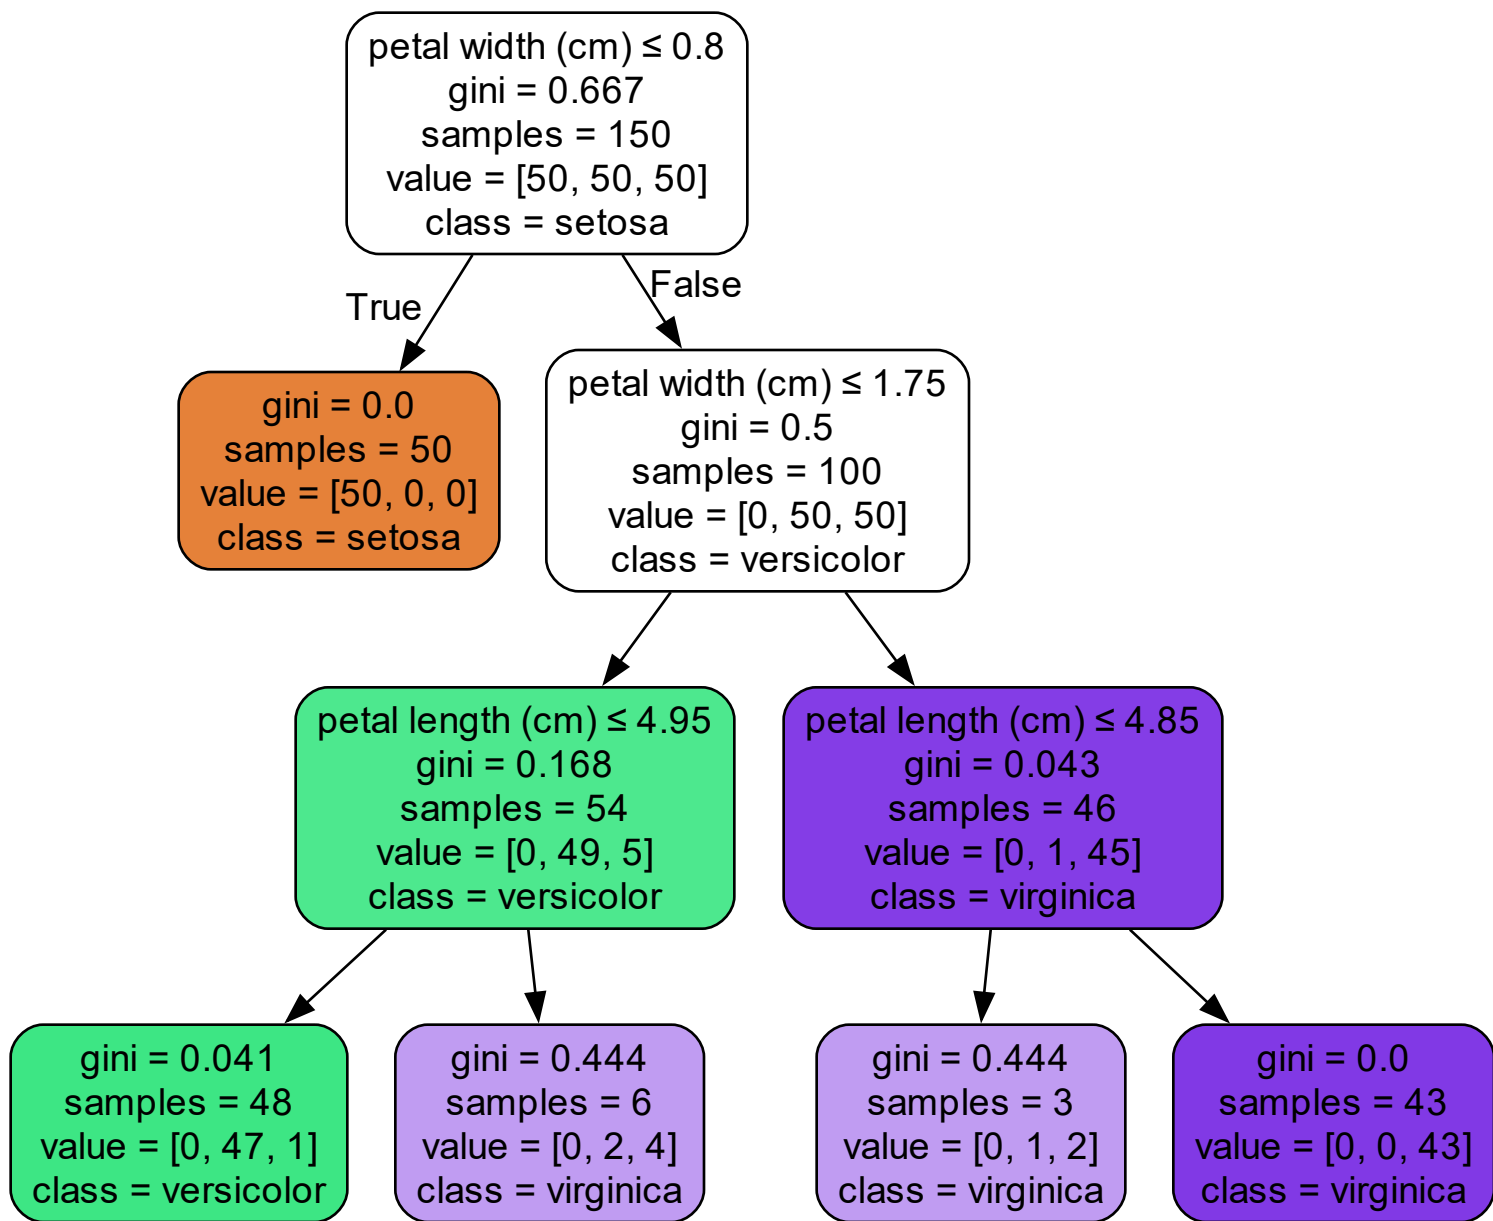 petal width (cm) ≤ 0.8
gini = 0.667
samples = 150
value = [50, 50, 50]
class = setosa
True
False
gini = 0.0
samples = 50
value = [50, 0, 0]
class = setosa
petal width (cm) ≤ 1.75
gini = 0.5
samples = 100
value = [0, 50, 50]
class = versicolor
petal length (cm) ≤ 4.95
gini = 0.168
samples = 54
value = [0, 49, 5]
class = versicolor
petal length (cm) ≤ 4.85
gini = 0.043
samples = 46
value = [0, 1, 45]
class = virginica
gini = 0.041
samples = 48
value = [0, 47, 1]
class = versicolor
gini = 0.444
samples = 6
value = [0, 2, 4]
class = virginica
gini = 0.444
samples = 3
value = [0, 1, 2]
class = virginica
gini = 0.0
samples = 43
value = [0, 0, 43]
class = virginica